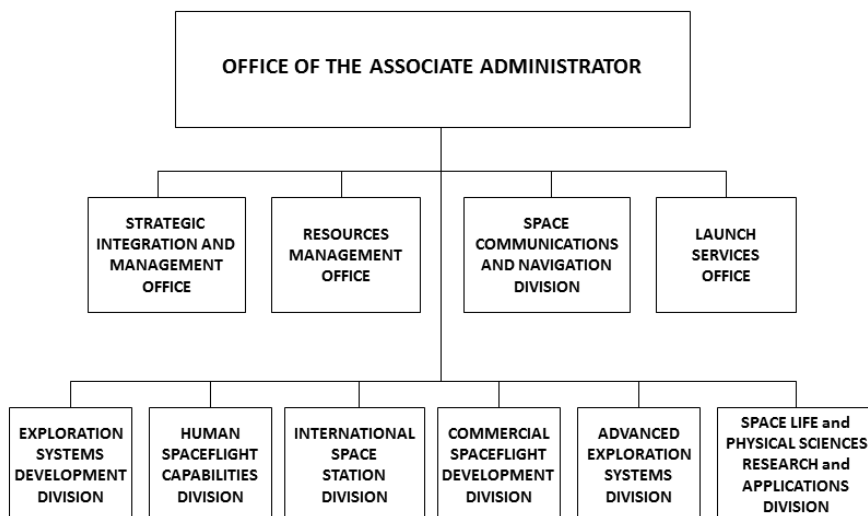 OFFICE OF THE ASSOCIATE ADMINISTRATOR
STRATEGIC
INTEGRATION AND
MANAGEMENT
OFFICE
RESOURCES
MANAGEMENT
OFFICE
SPACE
COMMUNICATIONS
AND NAVIGATION
DIVISION
LAUNCH
SERVICES
OFFICE
EXPLORATION
SYSTEMS
DEVELOPMENT
DIVISION
HUMAN
SPACEFLIGHT
CAPABILITIES
DIVISION
INTERNATIONAL
SPACE
STATION
DIVISION
COMMERCIAL
SPACEFLIGHT
DEVELOPMENT
DIVISION
ADVANCED
EXPLORATION
SYSTEMS
DIVISION
SPACE LIFE and
PHYSICAL SCIENCES
RESEARCH and
APPLICATIONS
DIVISION